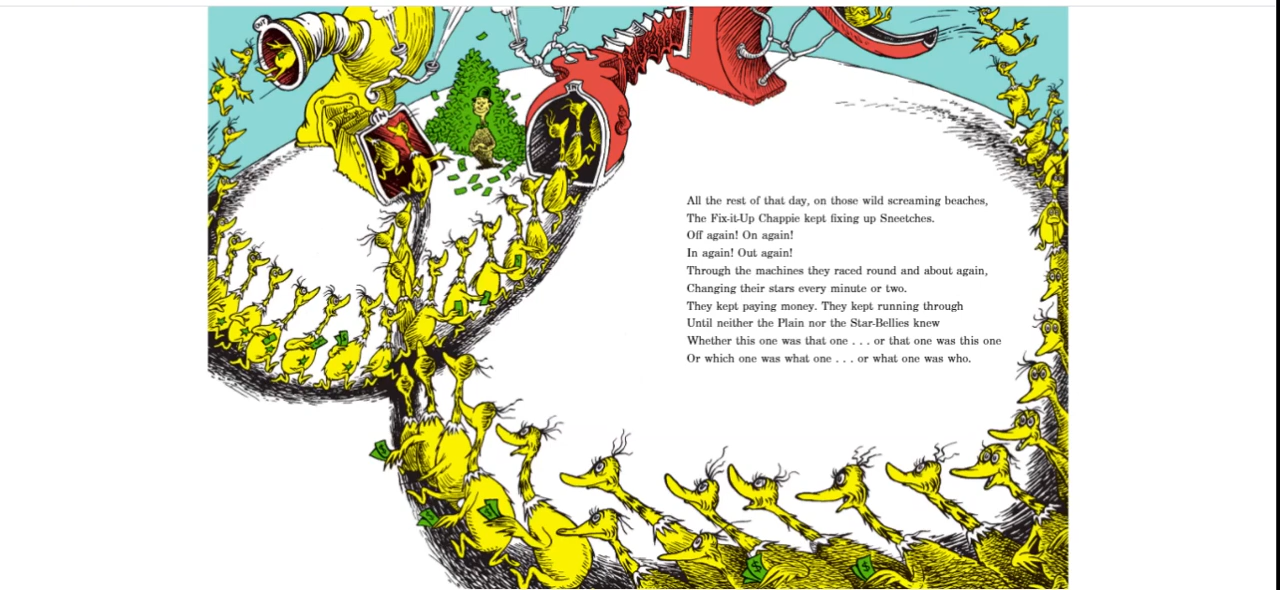 OUT
IN
IN
All the rest of that day, on those wild screaming beaches,
The Fix-it-Up Chappie kept fixing up Sneetches.
Off again! On again!
In again! Out again!
Through the machines they raced round and about again,
Changing their stars every minute or two.
They kept paying money. They kept running through
Until neither the Plain nor the Star-Bellies knew
Whether this one was that one . . . or that one was this one
Or which one was what one . . . or what one was who.
$